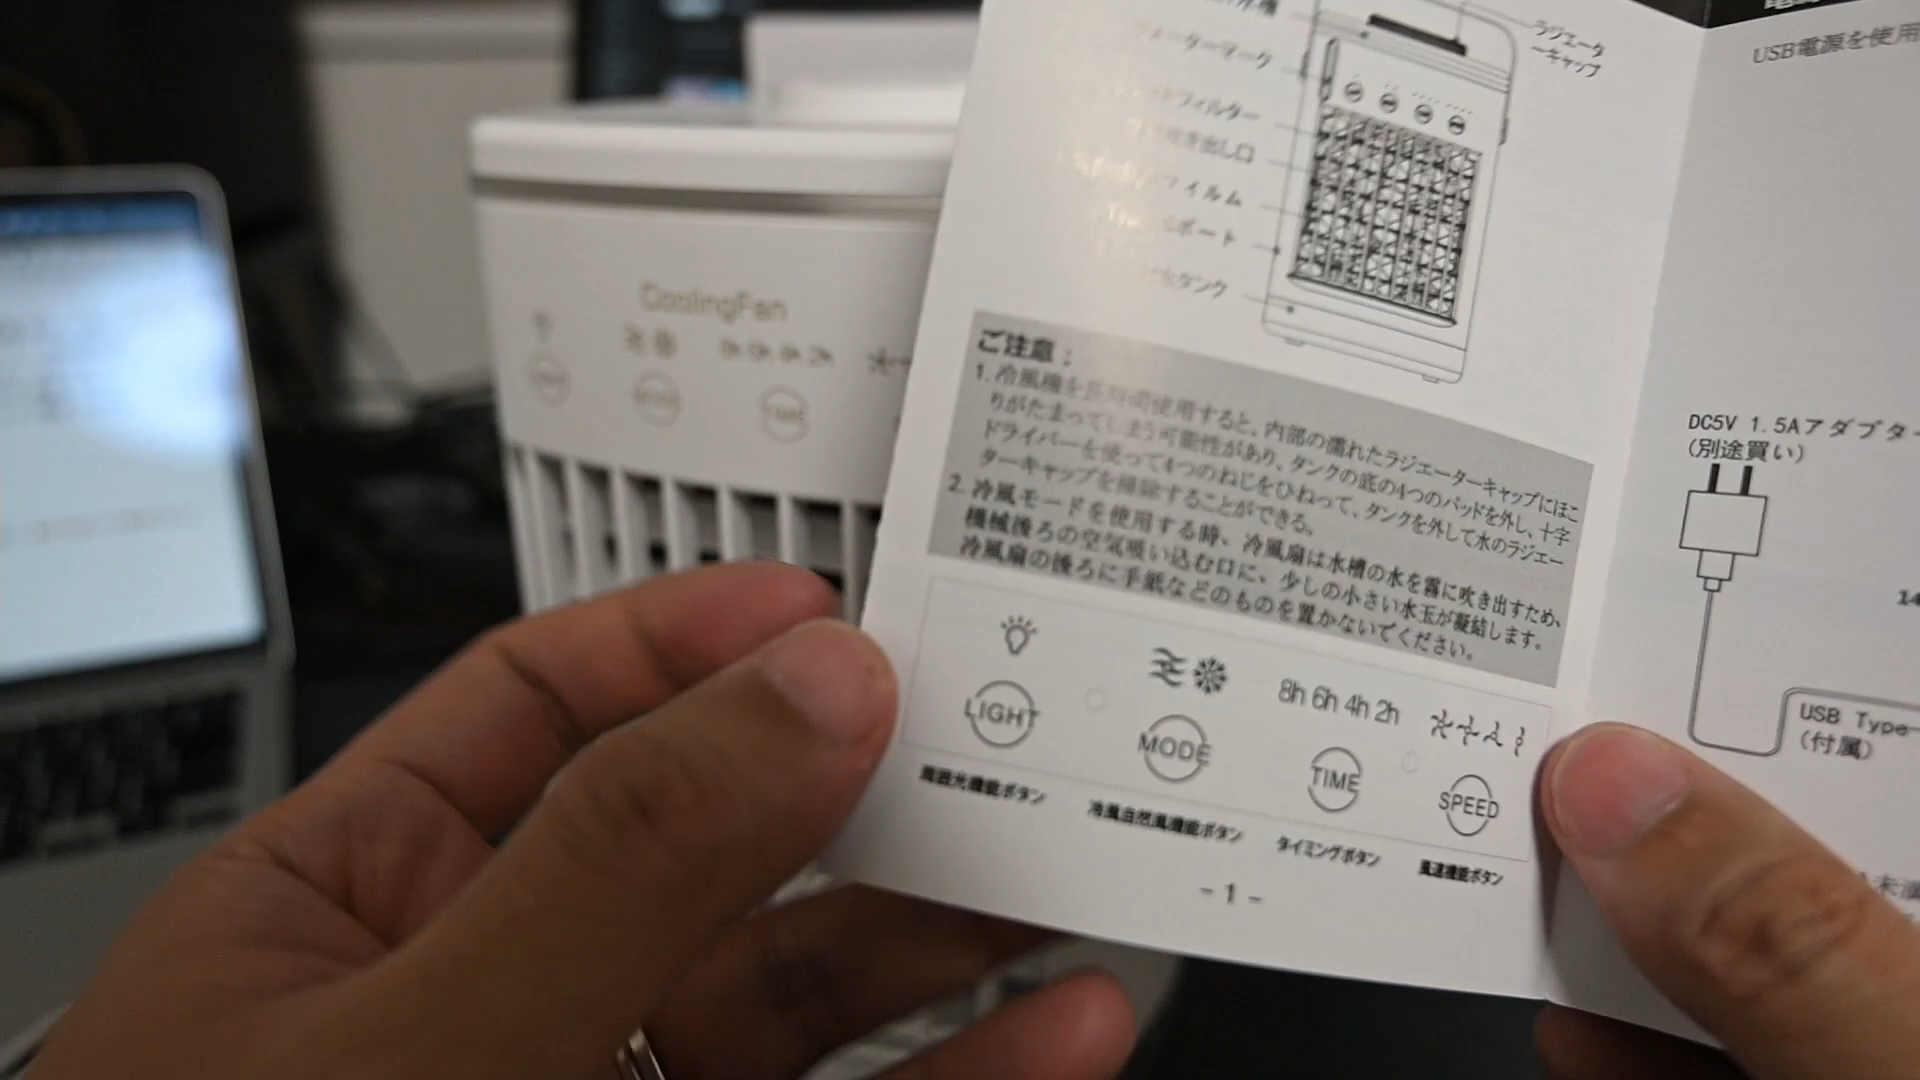 CoolingFan
TIME
水槽
ウォーターマーク
フィルター
吹き出し口
フィルム
ポート
水タンク
ラジエータ
ーキャップ
ご注意：
1. 冷風機を長時間使用すると、内部の濡れたラジエーターキャップにほこ
りがたまってしまう可能性があり、タンクの底の4つのパッドを外し、十字
ドライバーを使って4つのねじをひねって、タンクを外して水のラジエー
ターキャップを掃除することができる。
2. 冷風モードを使用する時、冷風扇は水槽の水を霧に吹き出すため、
機械後ろの空気吸い込む口に、少しの小さい水玉が凝結します。
冷風扇の後ろに手紙などのものを置かないでください。
8h 6h 4h 2h
LIGHT
MODE
TIME
SPEED
周囲光機能ボタン
冷風自然風機能ボタン
タイミングボタン
風速機能ボタン
- 1 -
USB電源を使用
DC5V 1.5Aアダプター
(別途買い)
USB Type-
(付属)